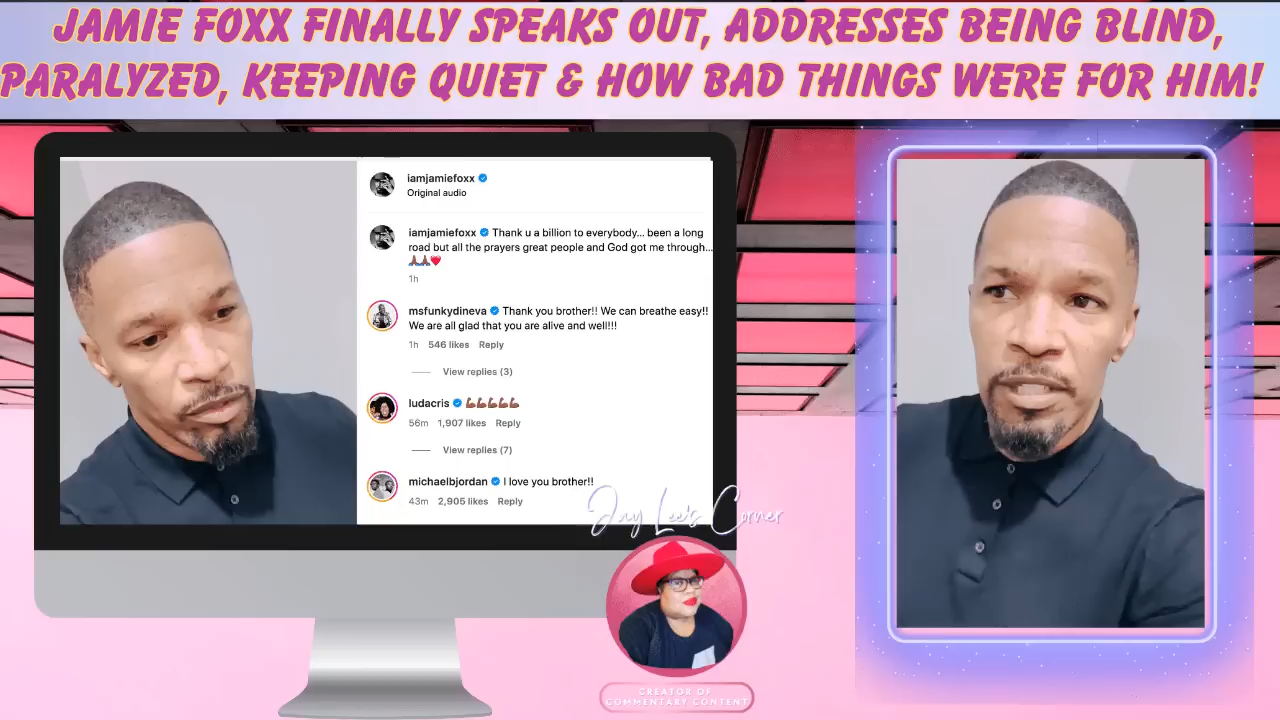 JAMIE FOXX FINALLY SPEAKS OUT, ADDRESSES BEING BLIND,
PARALYZED, KEEPING QUIET & HOW BAD THINGS WERE FOR HIM!
iamjamiefoxx
Original audio
iamjamiefoxx Thank u a billion to everybody... been a long
road but all the prayers great people and God got me through...
🙏🏾🙏🏾❤️
1h
msfunkydineva Thank you brother!! We can breathe easy!!
We are all glad that you are alive and well!!!
1h 546 likes Reply
View replies (3)
ludacris 💪🏾💪🏾💪🏾💪🏾💪🏾
56m 1,907 likes Reply
View replies (7)
michaelbjordan I love you brother!!
43m 2,905 likes Reply
Jay Lee's Corner
CREATOR OF
COMMENTARY CONTENT